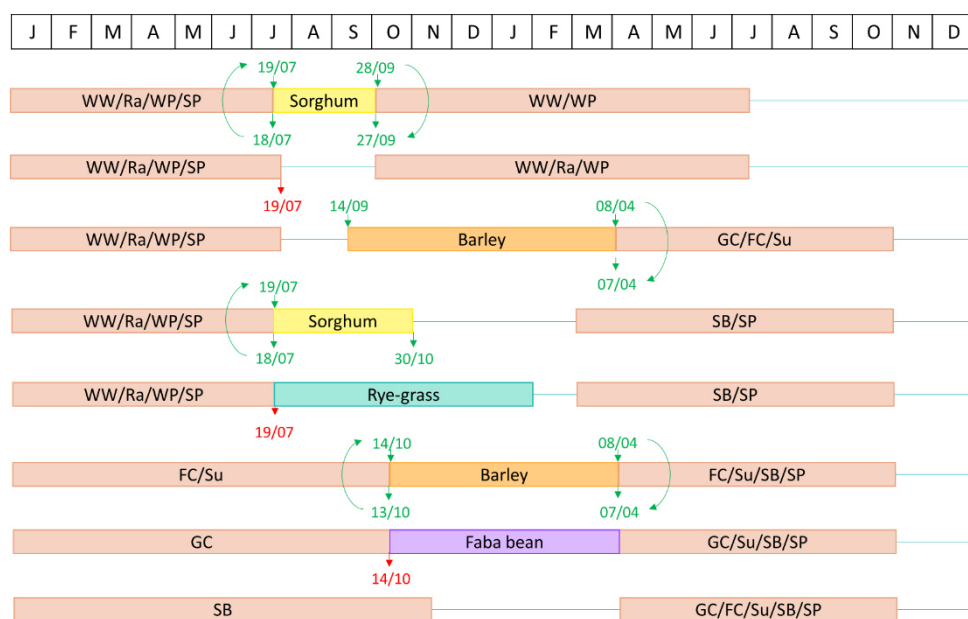 J F M A M J J A S O N D J F M A J J A S O N D
19/07 28/09
WW/Ra/WP/SP Sorghum WW/WP
18/07 27/09
WW/Ra/WP/SP WW/Ra/WP
19/07
14/09 08/04
WW/Ra/WP/SP Barley GC/FC/Su
07/04
19/07
WW/Ra/WP/SP Sorghum SB/SP
18/07 30/10
WW/Ra/WP/SP Rye-grass SB/SP
19/07
14/10 08/04
FC/Su Barley FC/Su/SB/SP
13/10 07/04
GC Faba bean GC/Su/SB/SP
14/10
SB GC/FC/Su/SB/SP